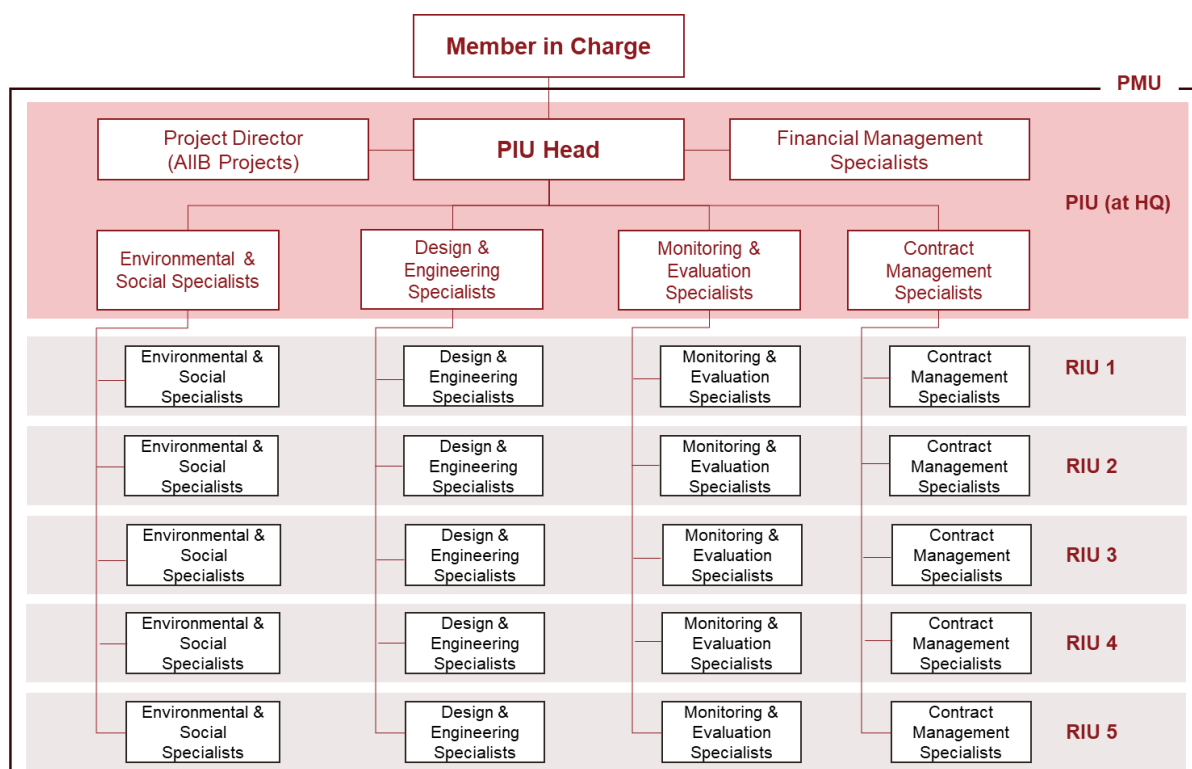 Member in Charge
PMU
Project Director
(AIIB Projects)
PIU Head
Financial Management
Specialists
PIU (at HQ)
Environmental &
Social Specialists
Design &
Engineering
Specialists
Monitoring &
Evaluation
Specialists
Contract
Management
Specialists
Environmental &
Social
Specialists
Design &
Engineering
Specialists
Monitoring &
Evaluation
Specialists
Contract
Management
Specialists
RIU 1
Environmental &
Social
Specialists
Design &
Engineering
Specialists
Monitoring &
Evaluation
Specialists
Contract
Management
Specialists
RIU 2
Environmental &
Social
Specialists
Design &
Engineering
Specialists
Monitoring &
Evaluation
Specialists
Contract
Management
Specialists
RIU 3
Environmental &
Social
Specialists
Design &
Engineering
Specialists
Monitoring &
Evaluation
Specialists
Contract
Management
Specialists
RIU 4
Environmental &
Social
Specialists
Design &
Engineering
Specialists
Monitoring &
Evaluation
Specialists
Contract
Management
Specialists
RIU 5